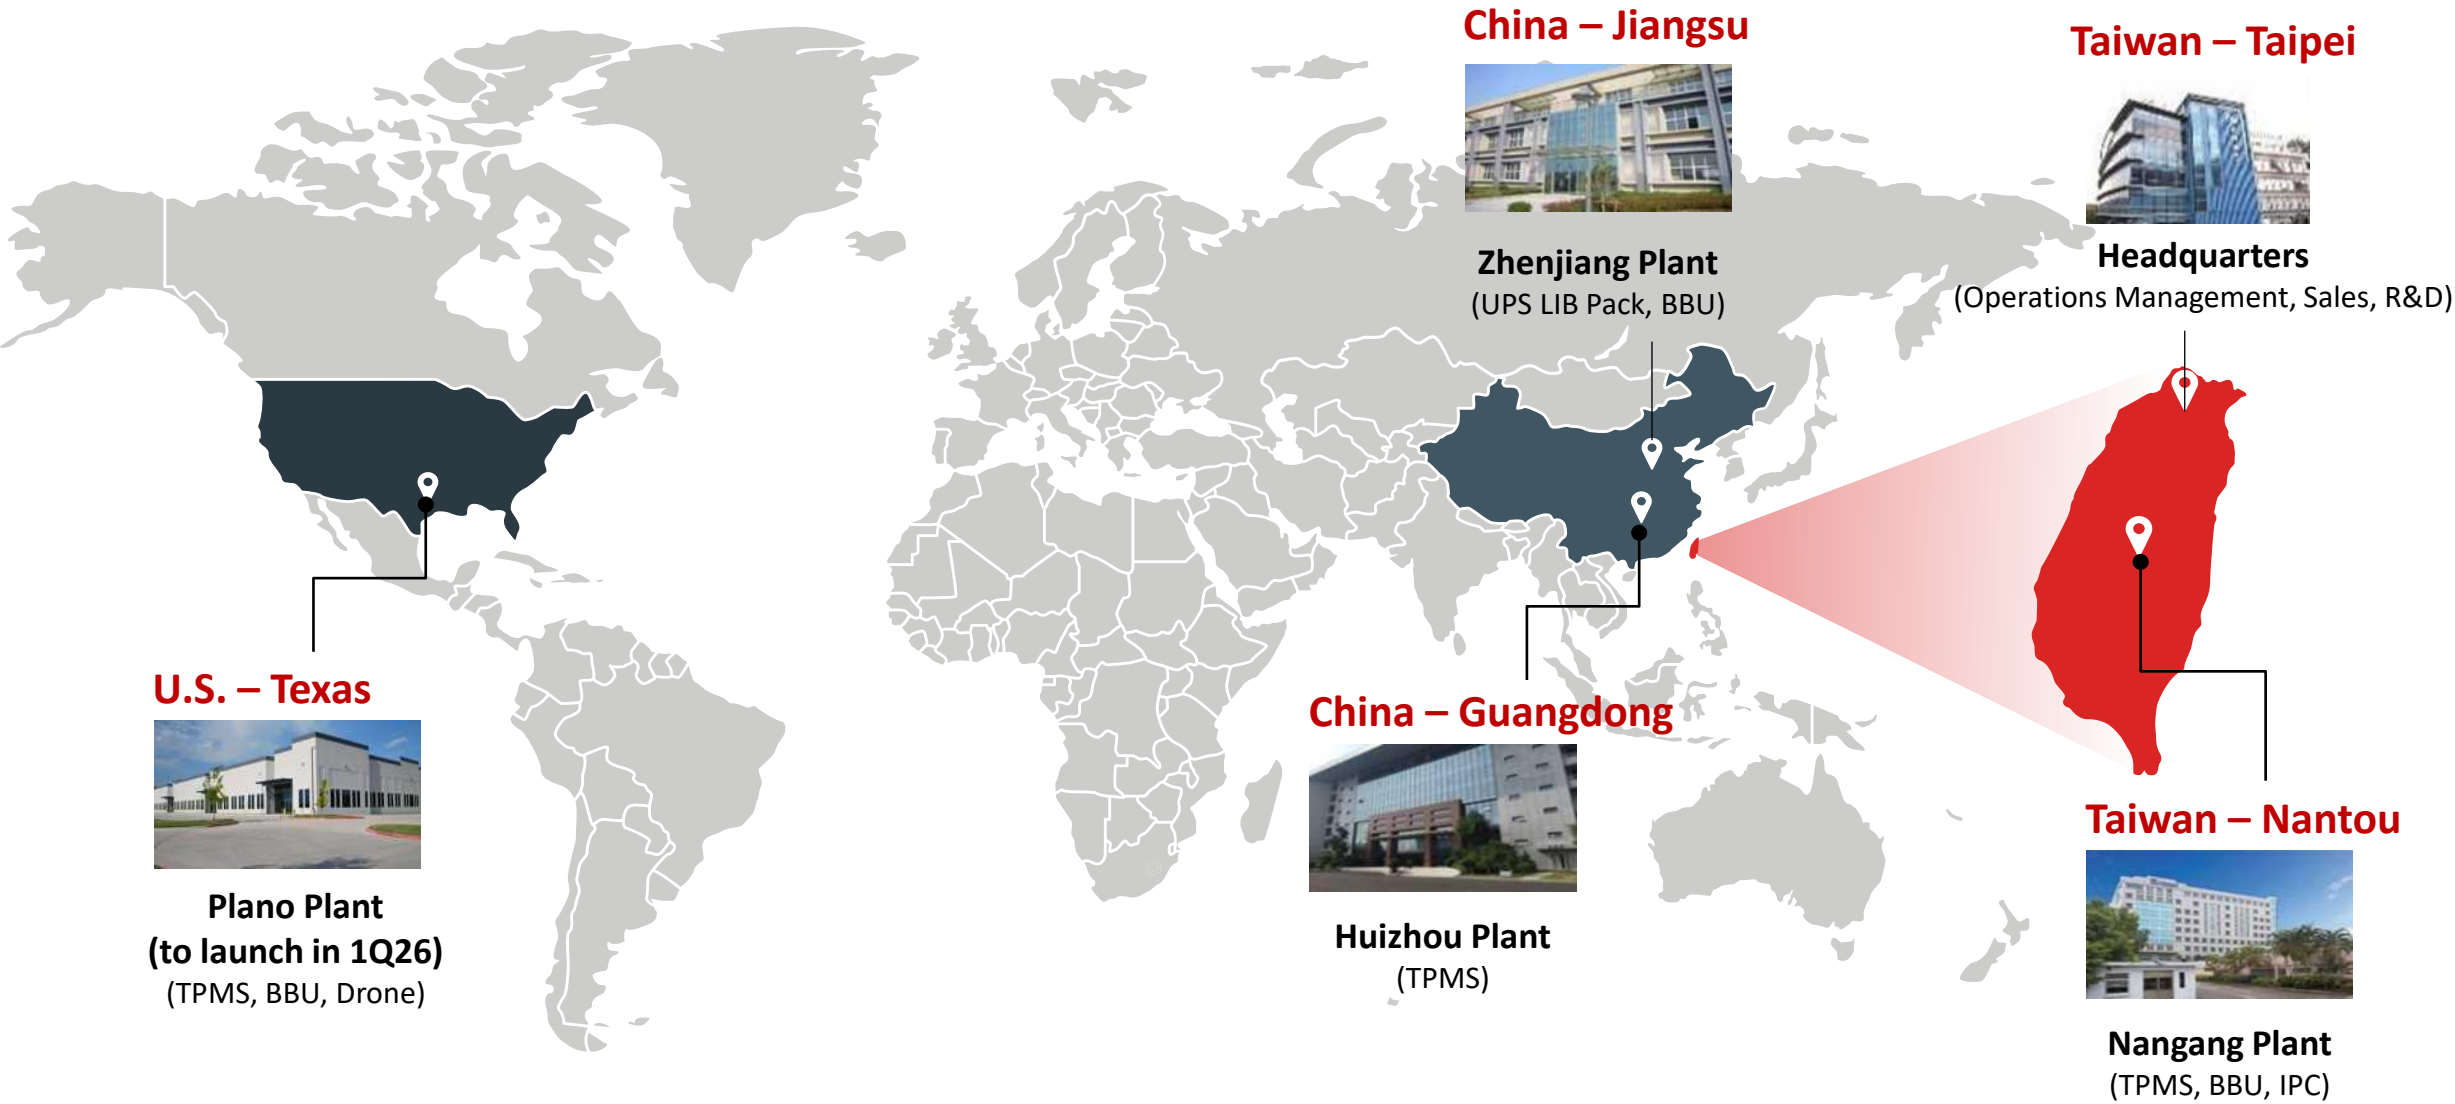 China – Jiangsu
Zhenjiang Plant
(UPS LIB Pack, BBU)
Taiwan – Taipei
Headquarters
(Operations Management, Sales, R&D)
U.S. – Texas
Plano Plant
(to launch in 1Q26)
(TPMS, BBU, Drone)
China – Guangdong
Huizhou Plant
(TPMS)
Taiwan – Nantou
Nangang Plant
(TPMS, BBU, IPC)